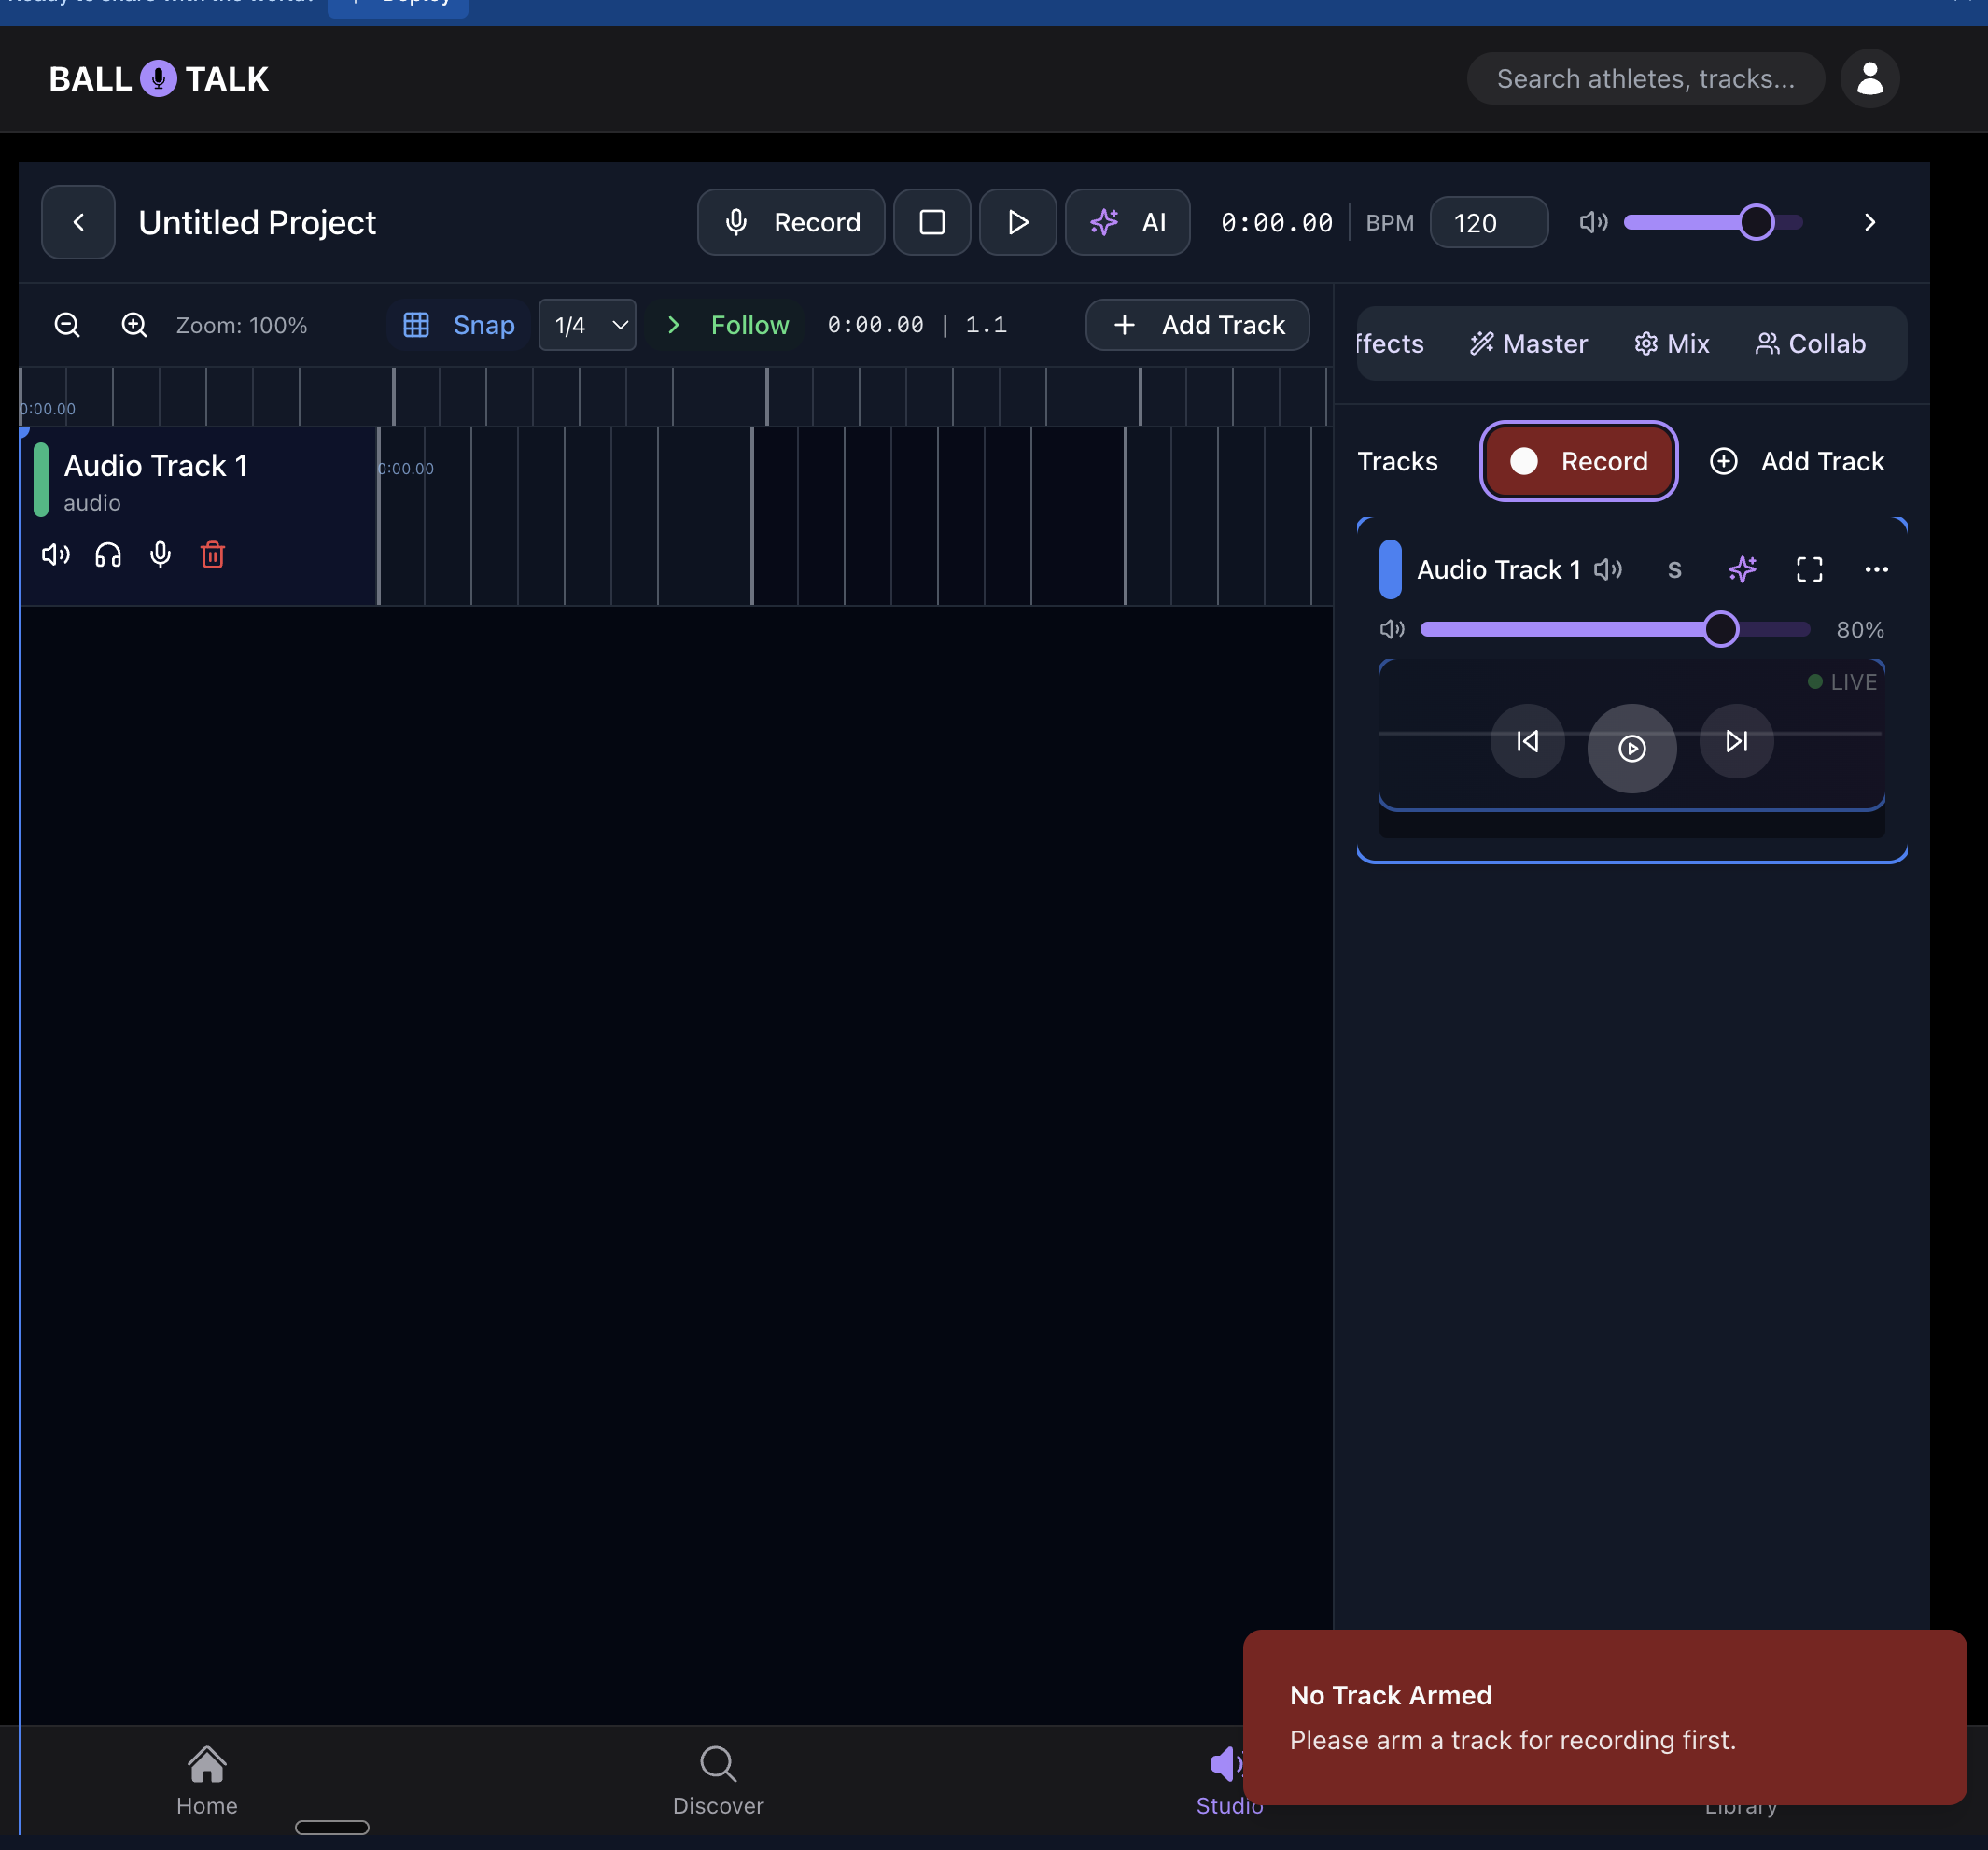 BALL TALK
Search athletes, tracks...
Untitled Project
Record
AI
0:00.00
BPM
120
Zoom: 100%
Snap
1/4
Follow
0:00.00 | 1.1
Add Track
ffects
Master
Mix
Collab
0:00.00
Audio Track 1
audio
0:00.00
Tracks
Record
Add Track
Audio Track 1
S
80%
LIVE
No Track Armed
Please arm a track for recording first.
Home
Discover
Studio
Library